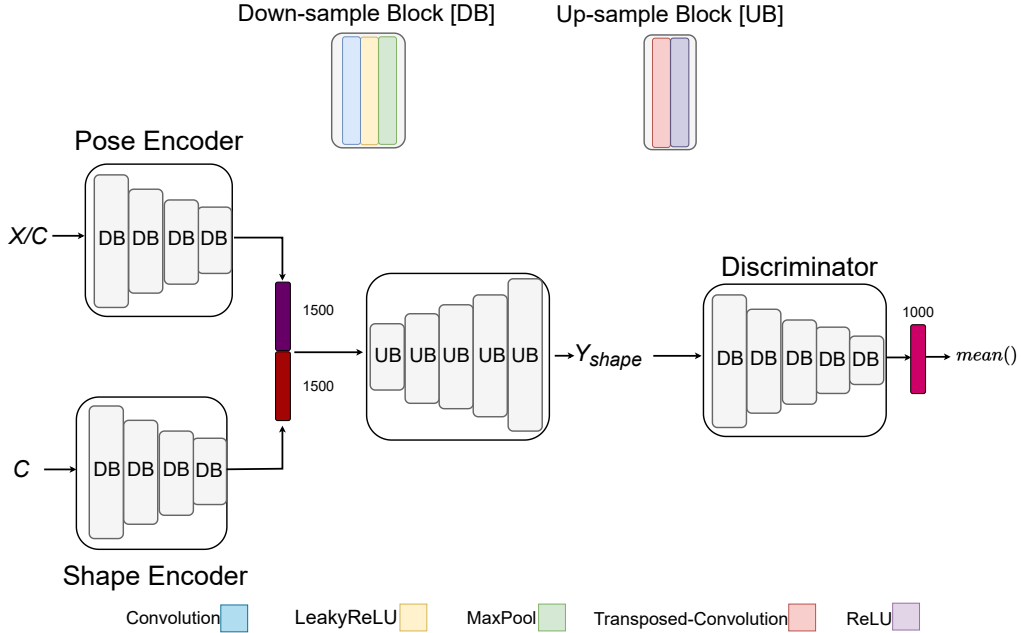 Down-sample Block [DB]
Up-sample Block [UB]
Pose Encoder
X/C
DB DB DB DB
1500
1500
C
DB DB DB DB
Shape Encoder
UB UB UB UB UB
Y_shape
Discriminator
DB DB DB DB DB
1000
mean()
Convolution
LeakyReLU
MaxPool
Transposed-Convolution
ReLU